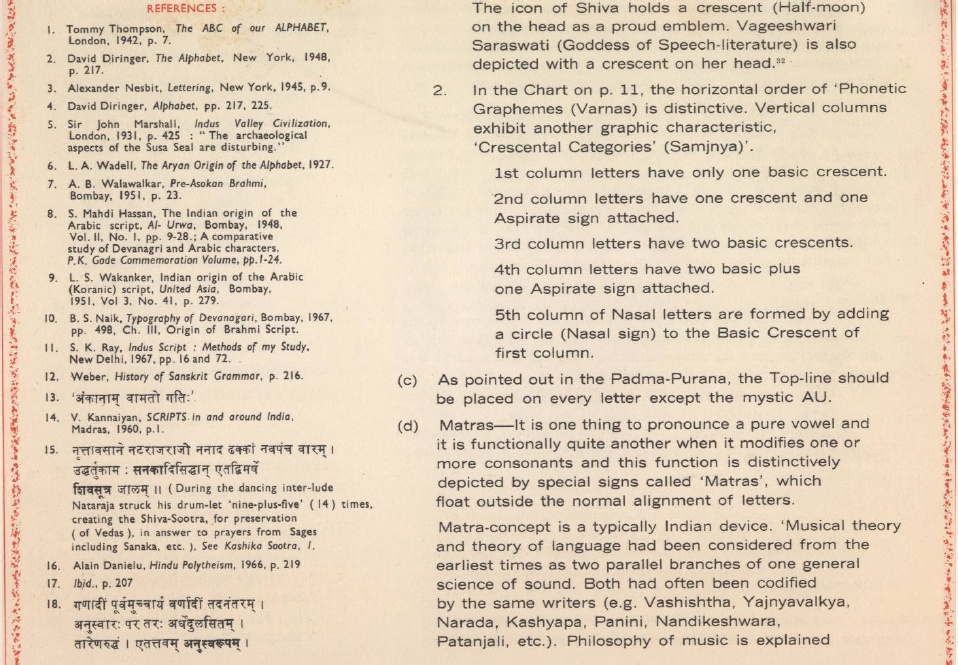 REFERENCES :
1. Tommy Thompson, The ABC of our ALPHABET,
London, 1942, p. 7.
2. David Diringer, The Alphabet, New York, 1948,
p. 217.
3. Alexander Nesbit, Lettering, New York, 1945, p.9.
4. David Diringer, Alphabet, pp. 217, 225.
5. Sir John Marshall, Indus Valley Civilization,
London, 1931, p. 425 : "The archaeological
aspects of the Susa Seal are disturbing."
6. L. A. Wadell, The Aryan Origin of the Alphabet, 1927.
7. A. B. Walawalkar, Pre-Asokan Brahmi,
Bombay, 1951, p. 23.
8. S. Mahdi Hassan, The Indian origin of the
Arabic script, Al- Urwa, Bombay, 1948,
Vol. II, No. I, pp. 9-28.; A comparative
study of Devanagri and Arabic characters,
P.K. Gode Commemoration Volume, pp.1-24.
9. L. S. Wakanker, Indian origin of the Arabic
(Koranic) script, United Asia, Bombay,
1951, Vol 3, No. 41, p. 279.
10. B. S. Naik, Typography of Devanagari, Bombay, 1967,
pp. 498, Ch. III, Origin of Brahmi Script.
11. S. K. Ray, Indus Script : Methods of my Study,
New Delhi, 1967, pp. 16 and 72.
12. Weber, History of Sanskrit Grammar, p. 216.
13. 'अंकानाम् वामतो गतिः'
14. V. Kannaiyan, SCRIPTS in and around India,
Madras, 1960, p.1.
15. नृत्तावसाने नटराजराजो ननाद ढक्कां नवपंच वारम् ।
उद्धर्तुकाम : सनकादिसिद्धान् एतद्विमर्षे
शिवसूत्र जालम् ॥ ( During the dancing inter-lude
Nataraja struck his drum-let 'nine-plus-five' ( 14 ) times,
creating the Shiva-Sootra, for preservation
( of Vedas ), in answer to prayers from Sages
including Sanaka, etc. ), See Kashika Sootra, I.
16. Alain Danielu, Hindu Polytheism, 1966, p. 219
17. Ibid., p. 207
18. गणादीं पूर्वमुच्चार्य वर्णादीं तदनंतरम् ।
अनुस्वारः पर तरः अर्धेंदुलसितम् ।
तारेणरुद्धं । एतत्तवम् अनुस्वरूपम् ।
The icon of Shiva holds a crescent (Half-moon)
on the head as a proud emblem. Vageeshwari
Saraswati (Goddess of Speech-literature) is also
depicted with a crescent on her head.³²
2. In the Chart on p. 11, the horizontal order of 'Phonetic
Graphemes (Varnas) is distinctive. Vertical columns
exhibit another graphic characteristic,
'Crescental Categories' (Samjnya)'.
1st column letters have only one basic crescent.
2nd column letters have one crescent and one
Aspirate sign attached.
3rd column letters have two basic crescents.
4th column letters have two basic plus
one Aspirate sign attached.
5th column of Nasal letters are formed by adding
a circle (Nasal sign) to the Basic Crescent of
first column.
(c) As pointed out in the Padma-Purana, the Top-line should
be placed on every letter except the mystic AU.
(d) Matras—It is one thing to pronounce a pure vowel and
it is functionally quite another when it modifies one or
more consonants and this function is distinctively
depicted by special signs called 'Matras', which
float outside the normal alignment of letters.
Matra-concept is a typically Indian device. 'Musical theory
and theory of language had been considered from the
earliest times as two parallel branches of one general
science of sound. Both had often been codified
by the same writers (e.g. Vashishtha, Yajnyavalkya,
Narada, Kashyapa, Panini, Nandikeshwara,
Patanjali, etc.). Philosophy of music is explained